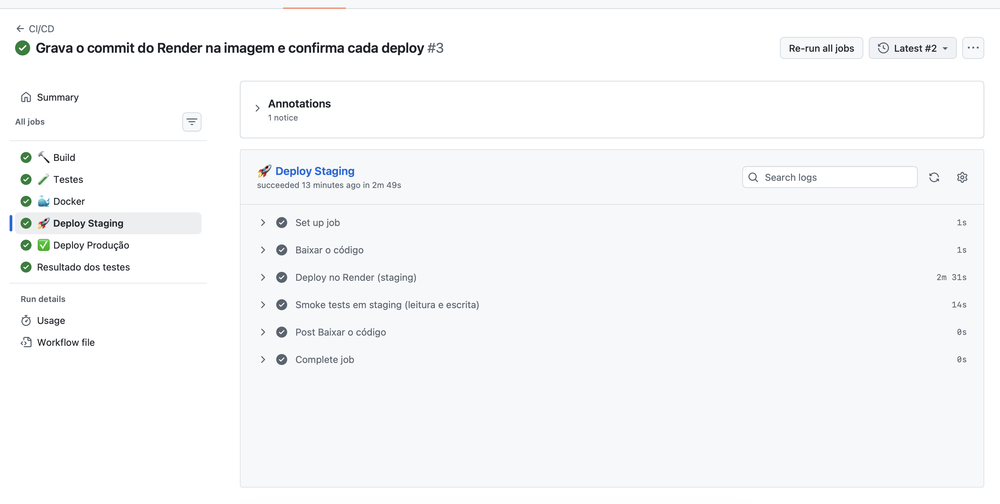 CI/CD
Grava o commit do Render na imagem e confirma cada deploy #3
Re-run all jobs
Latest #2
Summary
All jobs
Build
Testes
Docker
Deploy Staging
Deploy Produção
Resultado dos testes
Run details
Usage
Workflow file
Annotations
1 notice
Deploy Staging
succeeded 13 minutes ago in 2m 49s
Search logs
Set up job 1s
Baixar o código 1s
Deploy no Render (staging) 2m 31s
Smoke tests em staging (leitura e escrita) 14s
Post Baixar o código 0s
Complete job 0s